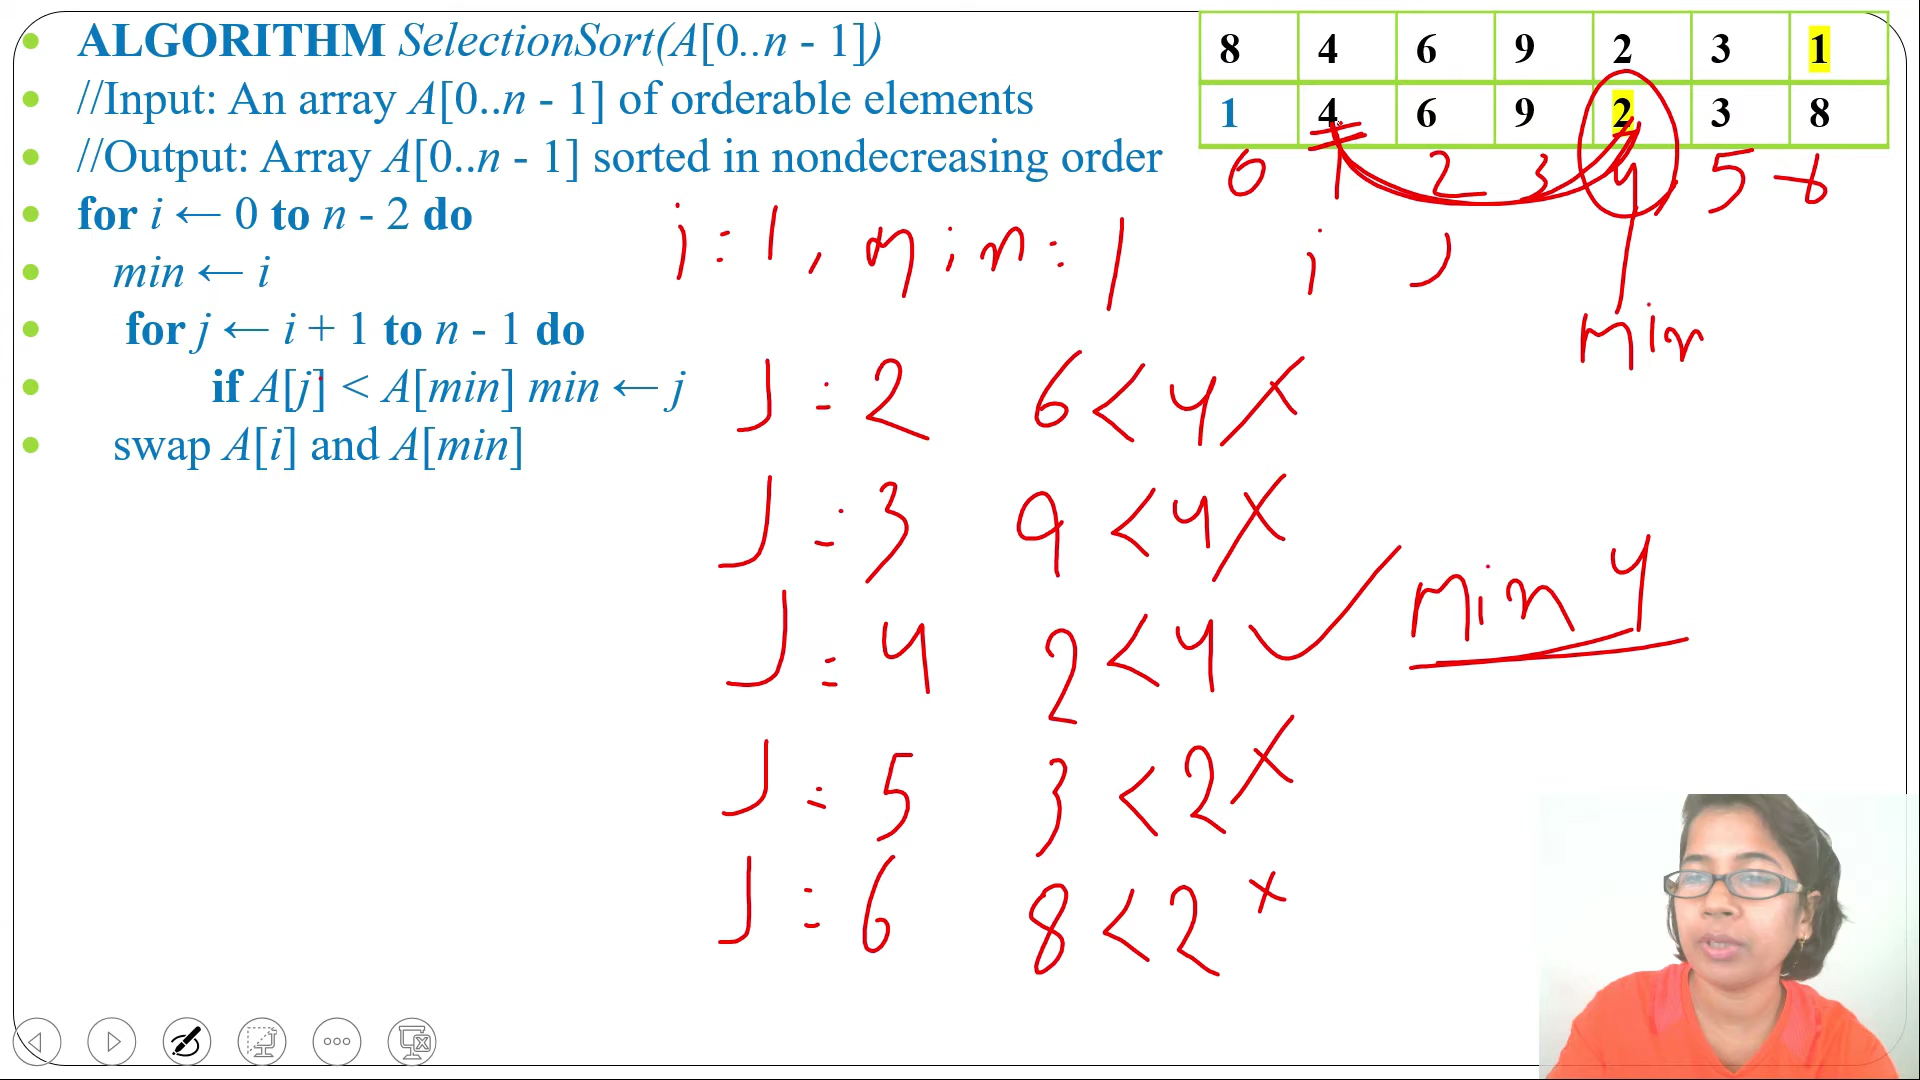 ALGORITHM SelectionSort(A[0..n - 1])
//Input: An array A[0..n - 1] of orderable elements
//Output: Array A[0..n - 1] sorted in nondecreasing order
for i ← 0 to n - 2 do
min ← i
for j ← i + 1 to n - 1 do
if A[j] < A[min] min ← j
swap A[i] and A[min]
8 4 6 9 2 3 1
1 4 6 9 2 3 8
0 1 2 3 4 5 6
i j
min
i = 1, min = 1
J = 2 6 < 4 x
J = 3 9 < 4 x
J = 4 2 < 4 ✓ min 4
J = 5 3 < 2 x
J = 6 8 < 2 x